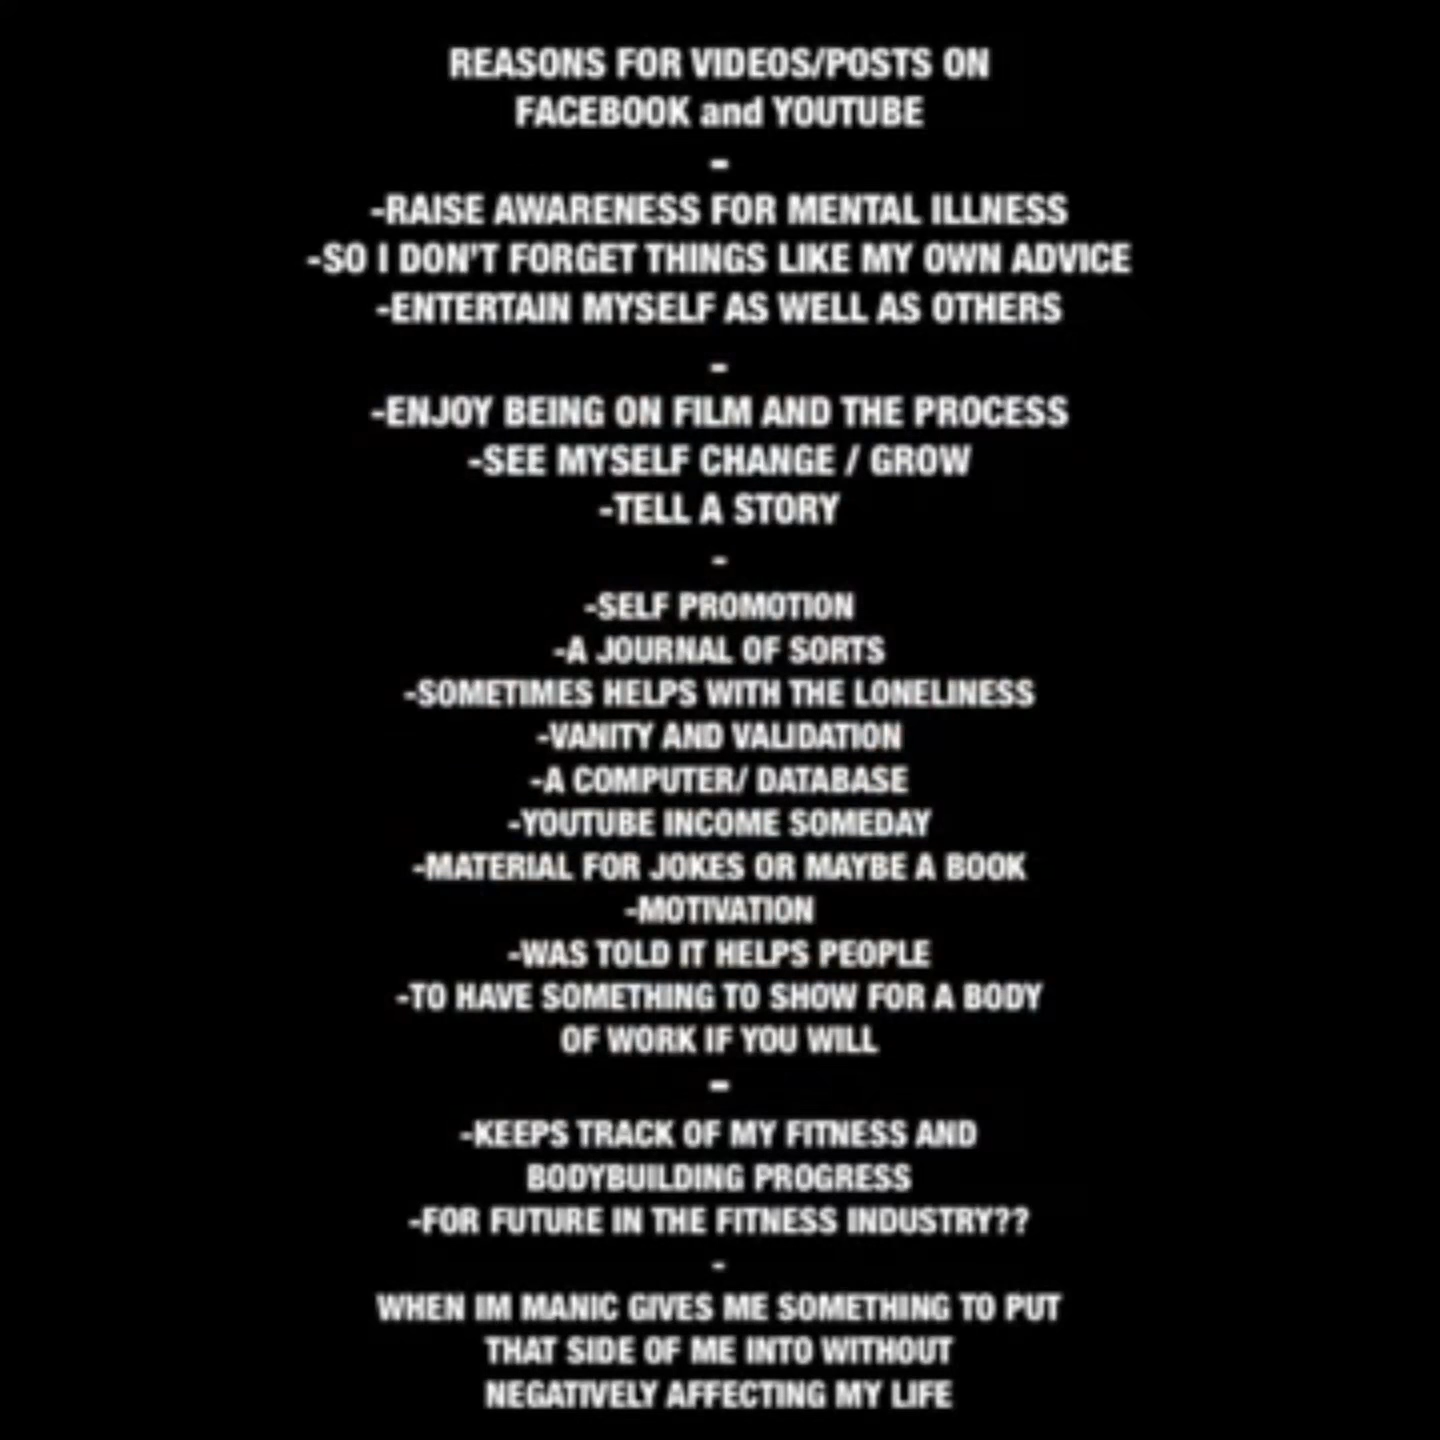 REASONS FOR VIDEOS/POSTS ON
FACEBOOK and YOUTUBE
-
-RAISE AWARENESS FOR MENTAL ILLNESS
-SO I DON'T FORGET THINGS LIKE MY OWN ADVICE
-ENTERTAIN MYSELF AS WELL AS OTHERS
-
-ENJOY BEING ON FILM AND THE PROCESS
-SEE MYSELF CHANGE / GROW
-TELL A STORY
-
-SELF PROMOTION
-A JOURNAL OF SORTS
-SOMETIMES HELPS WITH THE LONELINESS
-VANITY AND VALIDATION
-A COMPUTER/ DATABASE
-YOUTUBE INCOME SOMEDAY
-MATERIAL FOR JOKES OR MAYBE A BOOK
-MOTIVATION
-WAS TOLD IT HELPS PEOPLE
-TO HAVE SOMETHING TO SHOW FOR A BODY
OF WORK IF YOU WILL
-
-KEEPS TRACK OF MY FITNESS AND
BODYBUILDING PROGRESS
-FOR FUTURE IN THE FITNESS INDUSTRY??
-
WHEN IM MANIC GIVES ME SOMETHING TO PUT
THAT SIDE OF ME INTO WITHOUT
NEGATIVELY AFFECTING MY LIFE